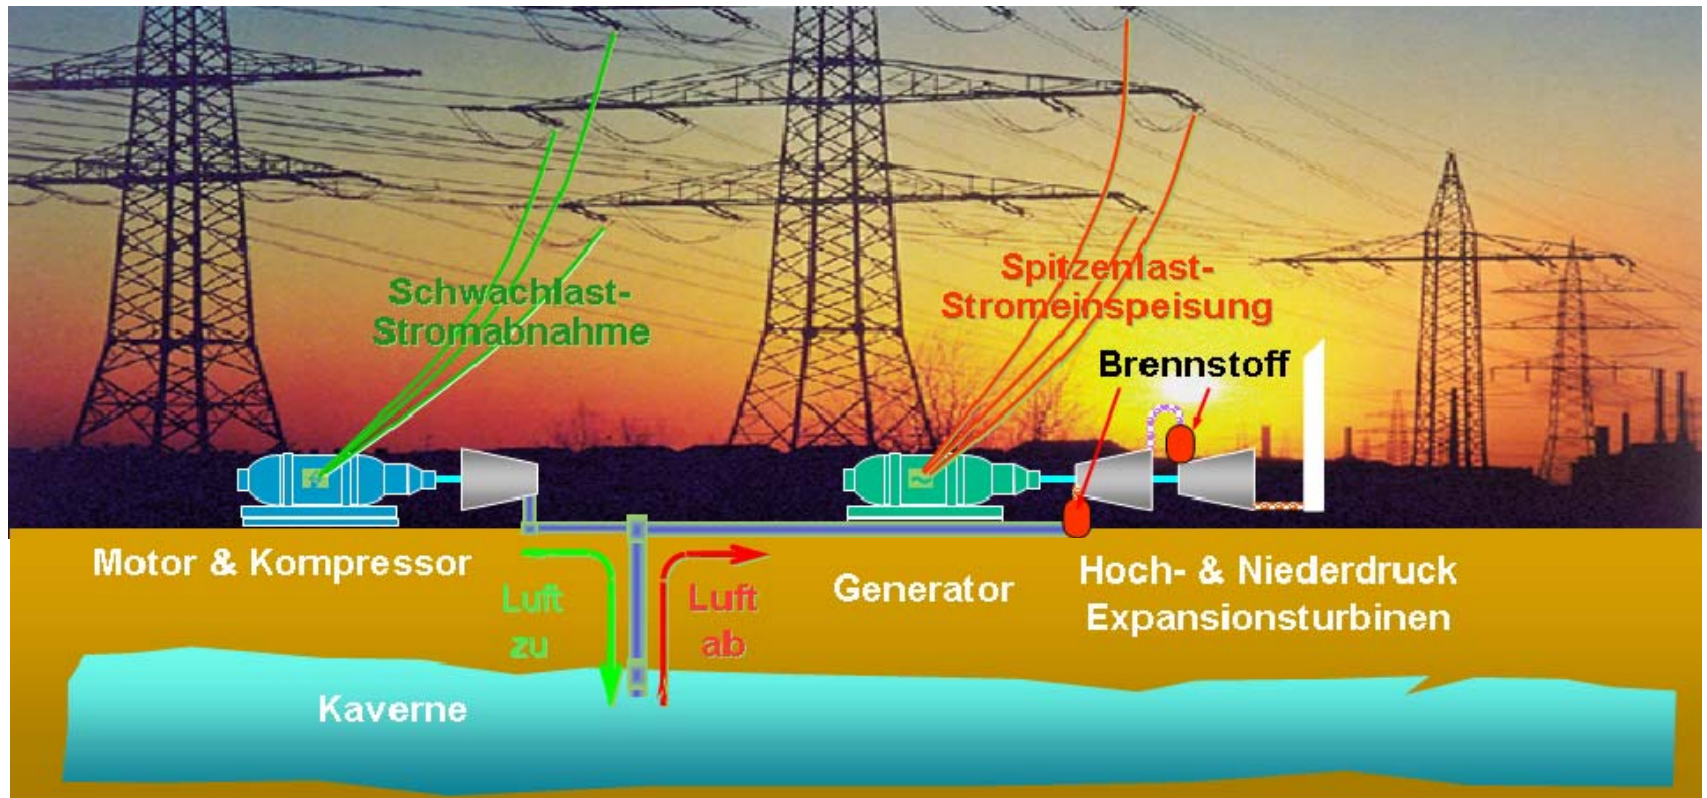 Schwachlast-
Stromabnahme
Spitzenlast-
Stromeinspeisung
Brennstoff
Motor & Kompressor
Luft
zu
Luft
ab
Generator
Hoch- & Niederdruck
Expansionsturbinen
Kaverne